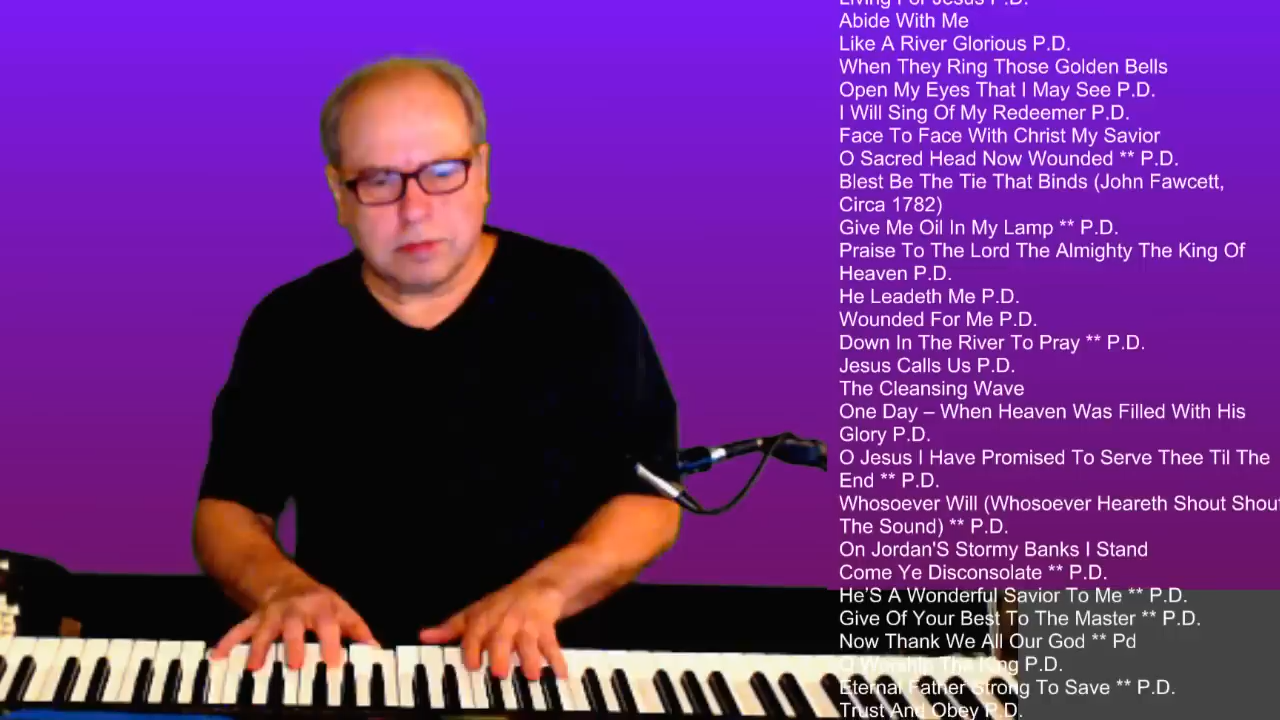 Living For Jesus P.D.
Abide With Me
Like A River Glorious P.D.
When They Ring Those Golden Bells
Open My Eyes That I May See P.D.
I Will Sing Of My Redeemer P.D.
Face To Face With Christ My Savior
O Sacred Head Now Wounded ** P.D.
Blest Be The Tie That Binds (John Fawcett,
Circa 1782)
Give Me Oil In My Lamp ** P.D.
Praise To The Lord The Almighty The King Of
Heaven P.D.
He Leadeth Me P.D.
Wounded For Me P.D.
Down In The River To Pray ** P.D.
Jesus Calls Us P.D.
The Cleansing Wave
One Day – When Heaven Was Filled With His
Glory P.D.
O Jesus I Have Promised To Serve Thee Til The
End ** P.D.
Whosoever Will (Whosoever Heareth Shout Shout
The Sound) ** P.D.
On Jordan'S Stormy Banks I Stand
Come Ye Disconsolate ** P.D.
He’S A Wonderful Savior To Me ** P.D.
Give Of Your Best To The Master ** P.D.
Now Thank We All Our God ** Pd
O Worship The King P.D.
Eternal Father Strong To Save ** P.D.
Trust And Obey P.D.